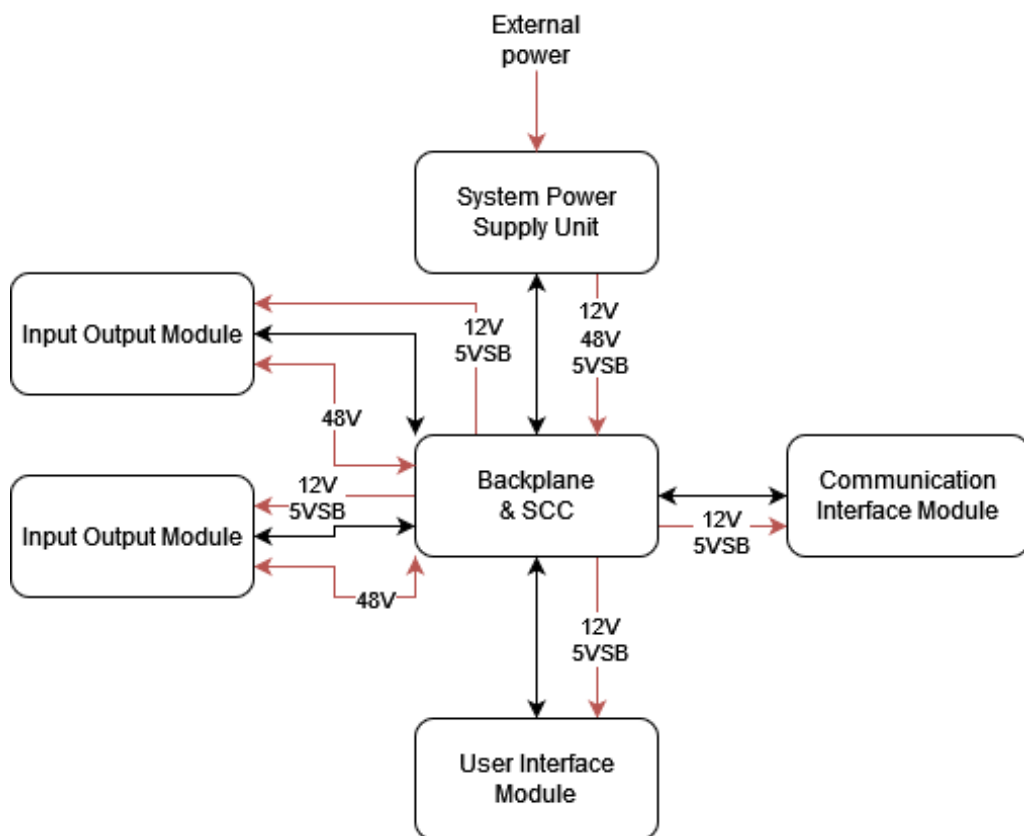 External
power
System Power
Supply Unit
12V
48V
5VSB
Input Output Module
12V
5VSB
48V
Backplane
& SCC
Communication
Interface Module
12V
5VSB
Input Output Module
48V
12V
5VSB
12V
5VSB
User Interface
Module